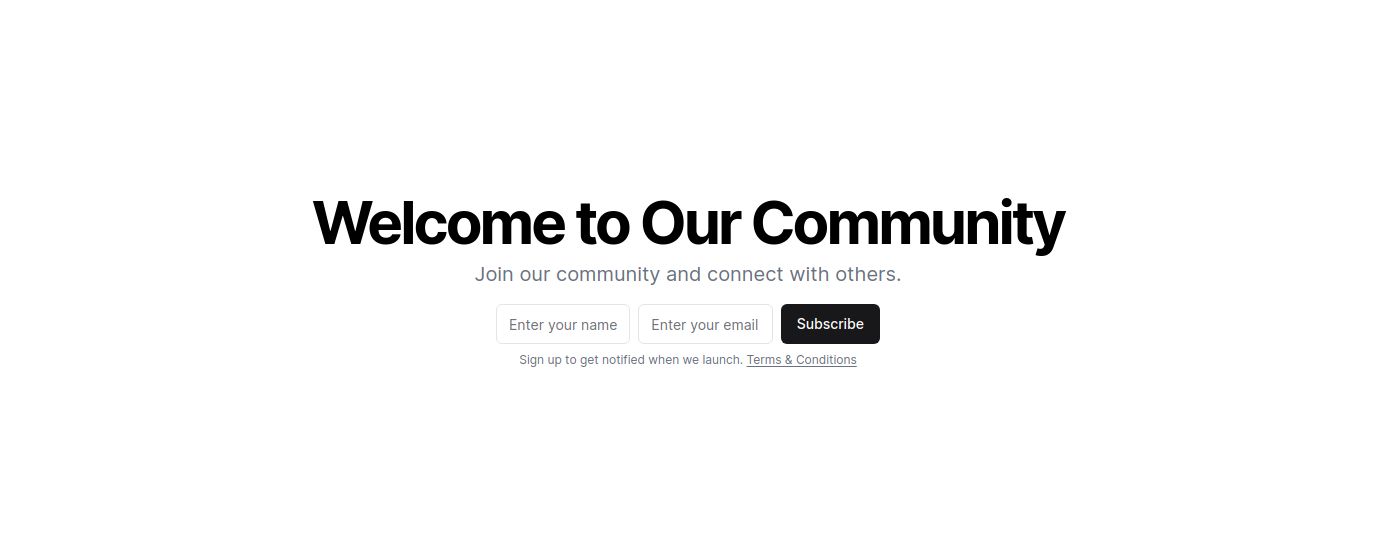 Welcome to Our Community
Join our community and connect with others.
Enter your name Enter your email Subscribe
Sign up to get notified when we launch. Terms & Conditions